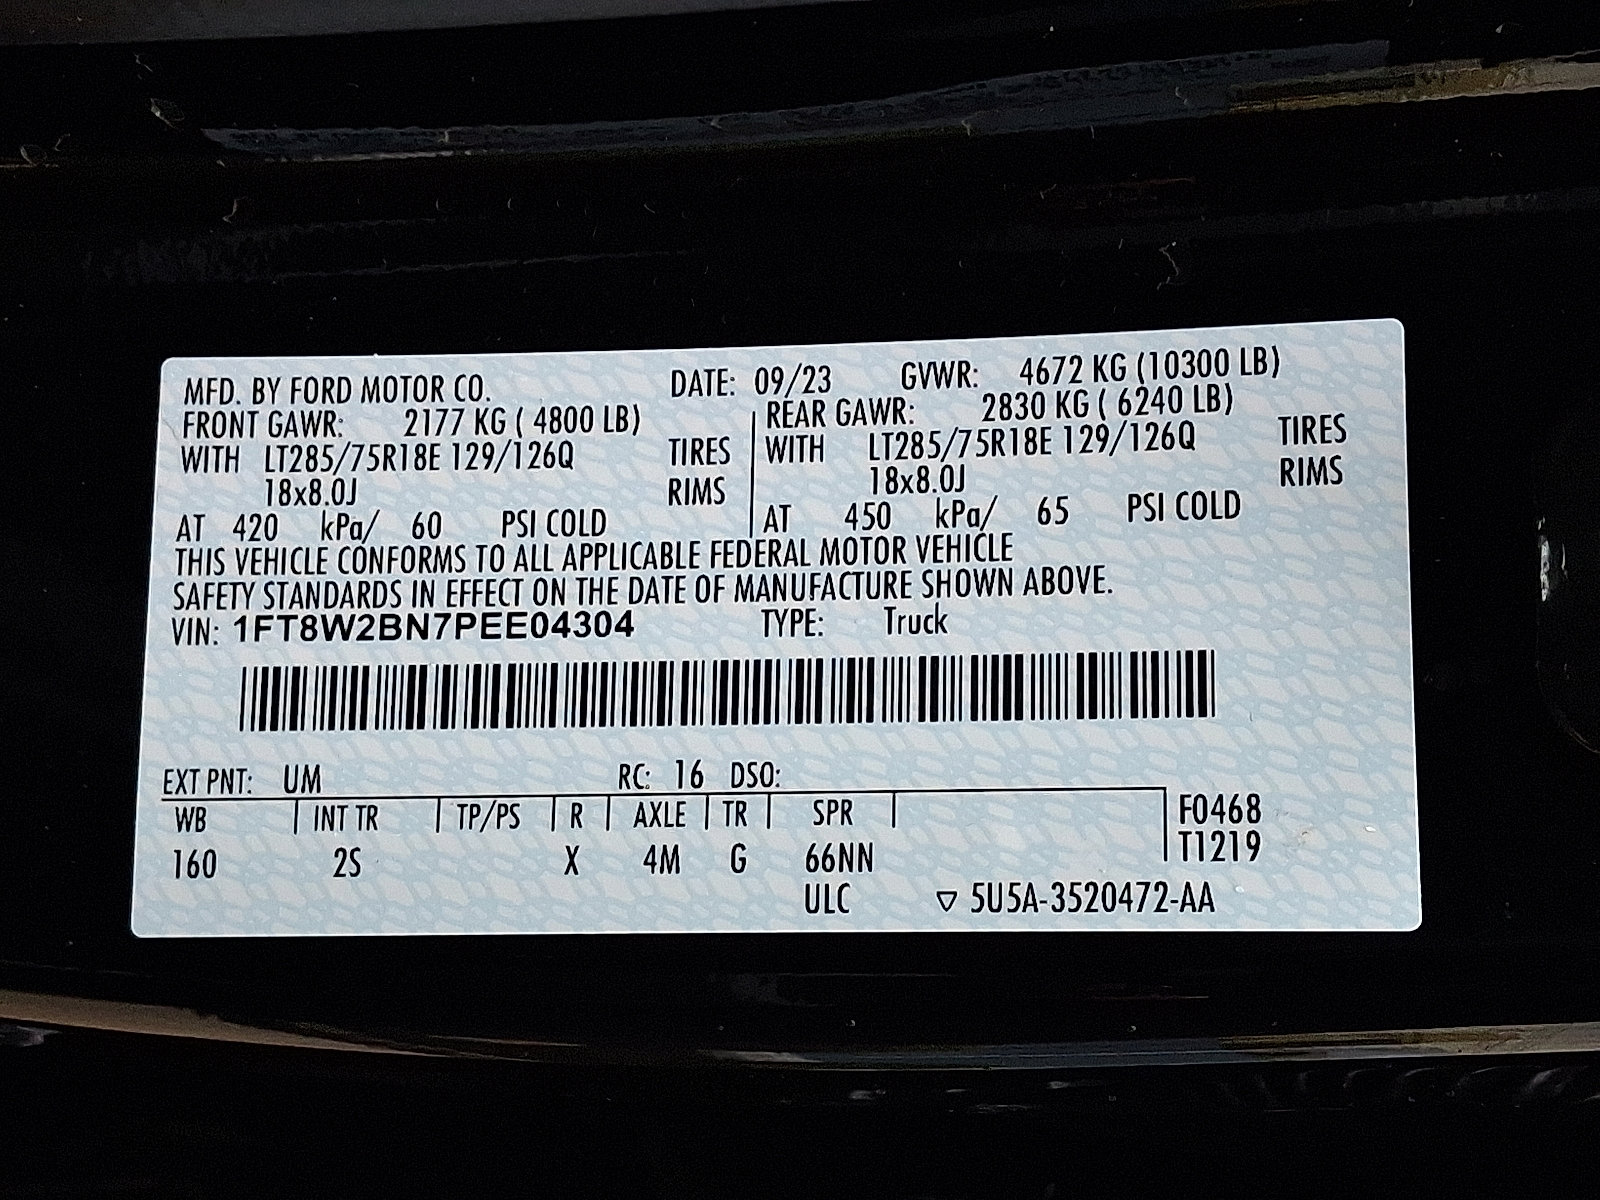 MFD. BY FORD MOTOR CO. DATE: 09/23 GVWR: 4672 KG (10300 LB)
FRONT GAWR: 2177 KG ( 4800 LB) REAR GAWR: 2830 KG ( 6240 LB)
WITH LT285/75R18E 129/126Q TIRES WITH LT285/75R18E 129/126Q TIRES
18x8.0J RIMS 18x8.0J RIMS
AT 420 kPa/ 60 PSI COLD AT 450 kPa/ 65 PSI COLD
THIS VEHICLE CONFORMS TO ALL APPLICABLE FEDERAL MOTOR VEHICLE
SAFETY STANDARDS IN EFFECT ON THE DATE OF MANUFACTURE SHOWN ABOVE.
VIN: 1FT8W2BN7PEE04304 TYPE: Truck
EXT PNT: UM RC: 16 DSO:
WB INT TR TP/PS R AXLE TR SPR F0468
T1219
160 2S X 4M G 66NN
ULC ▽ 5U5A-3520472-AA